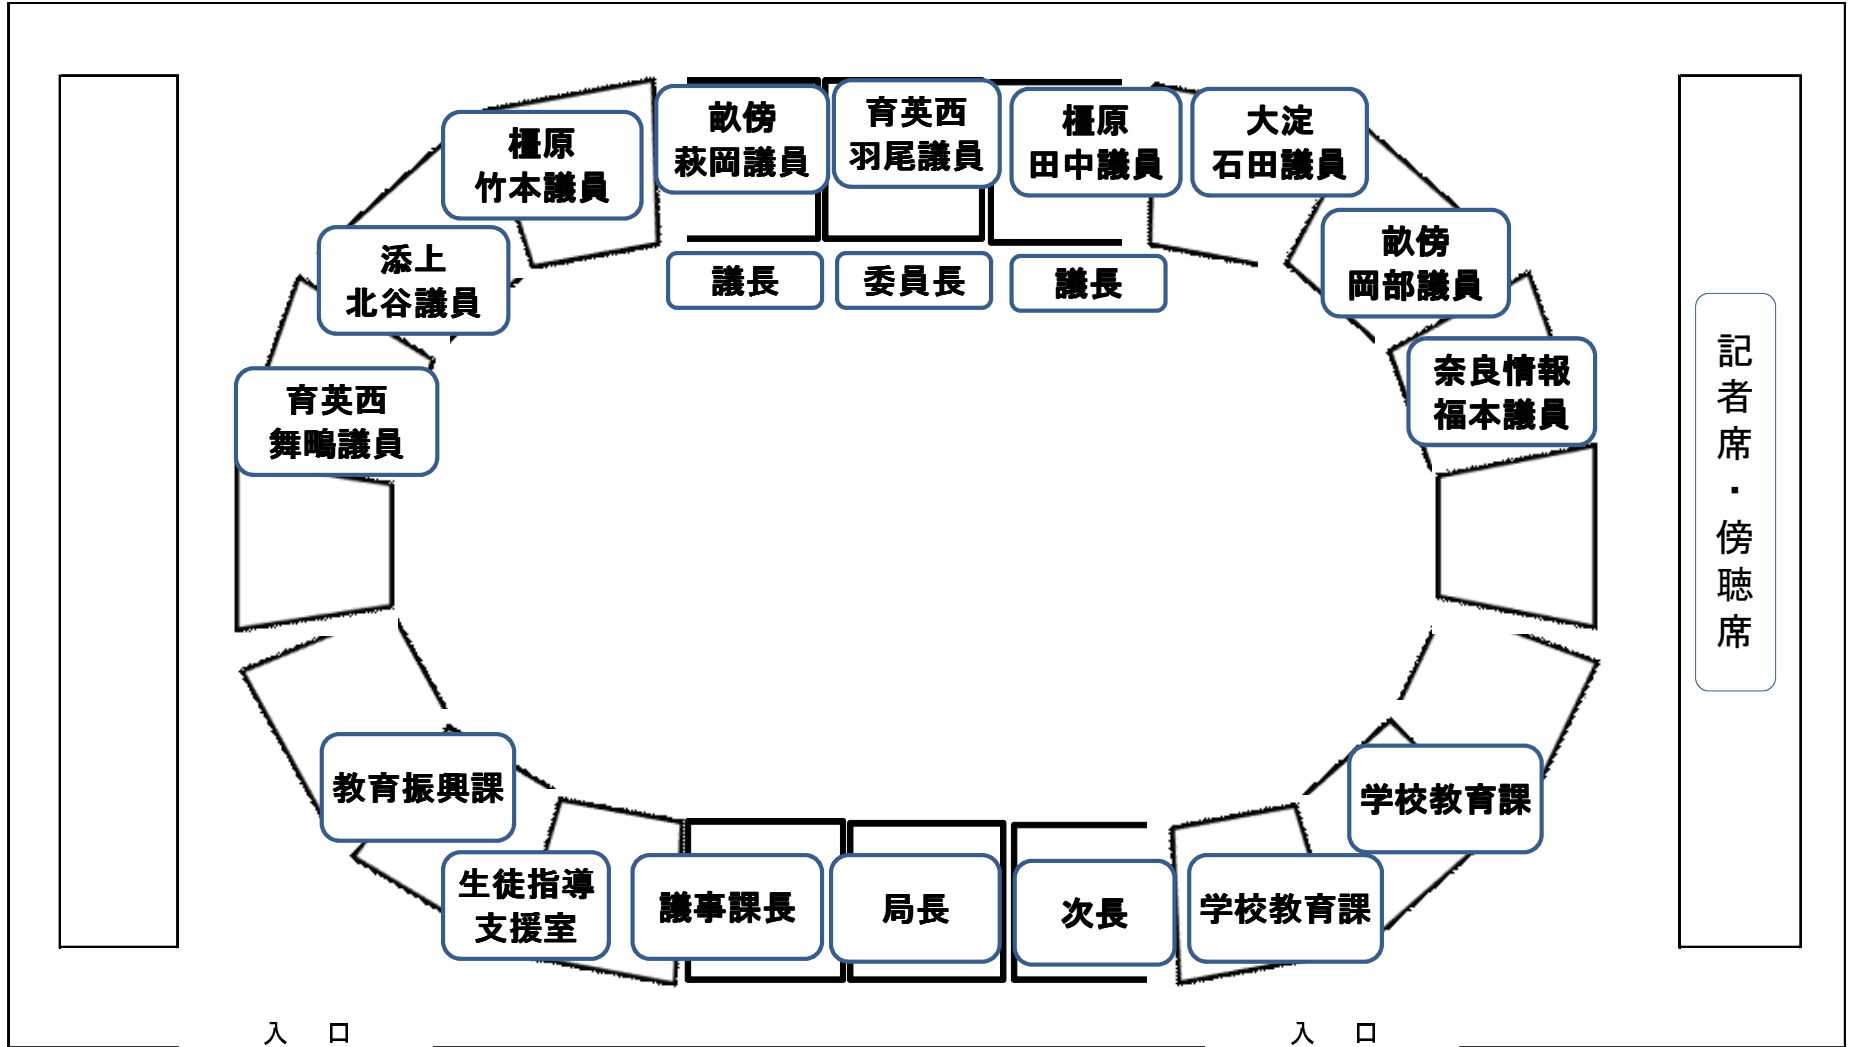 畝傍
萩岡議員
育英西
羽尾議員
橿原
田中議員
大淀
石田議員
橿原
竹本議員
畝傍
岡部議員
添上
北谷議員
議長
委員長
議長
奈良情報
福本議員
育英西
舞鴫議員
記者席・傍聴席
教育振興課
学校教育課
生徒指導
支援室
議事課長
局長
次長
学校教育課
入 口
入 口